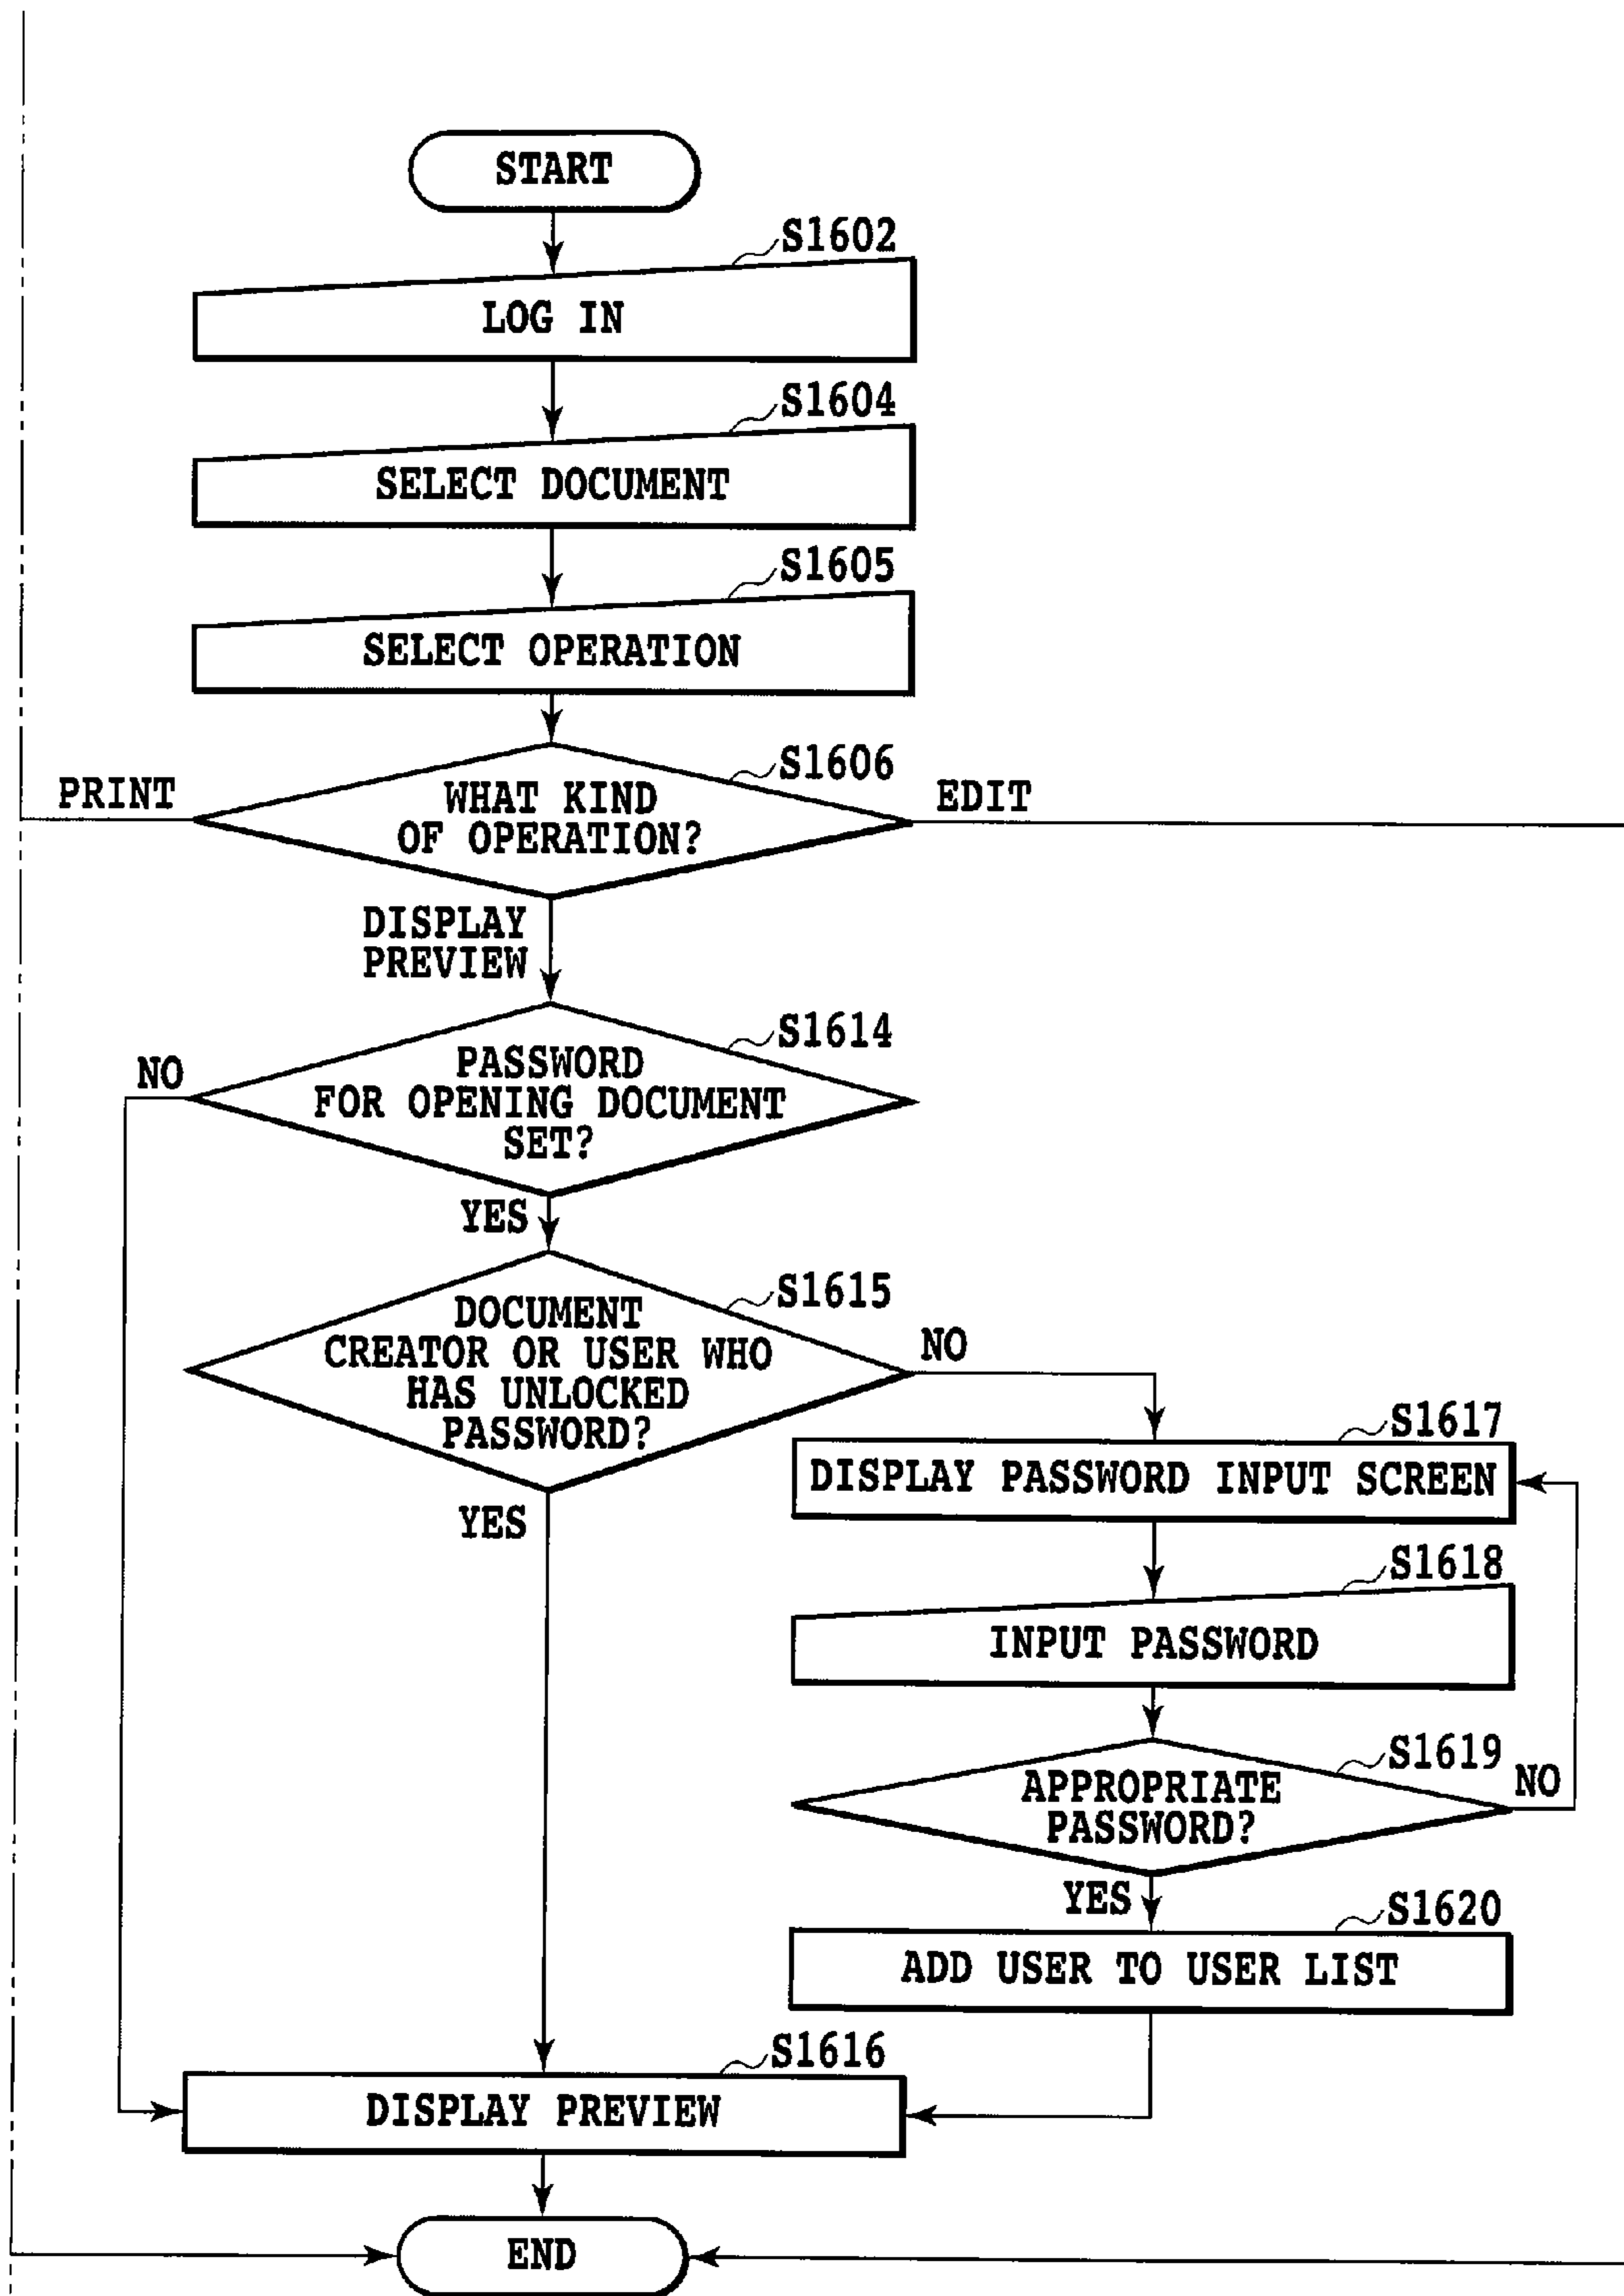 START
S1602
LOG IN
S1604
SELECT DOCUMENT
S1605
SELECT OPERATION
S1606
PRINT
WHAT KIND
OF OPERATION?
EDIT
DISPLAY
PREVIEW
S1614
NO
PASSWORD
FOR OPENING DOCUMENT
SET?
YES
S1615
DOCUMENT
CREATOR OR USER WHO
HAS UNLOCKED
PASSWORD?
NO
YES
S1617
DISPLAY PASSWORD INPUT SCREEN
S1618
INPUT PASSWORD
S1619
APPROPRIATE
PASSWORD?
NO
YES
S1620
ADD USER TO USER LIST
S1616
DISPLAY PREVIEW
END